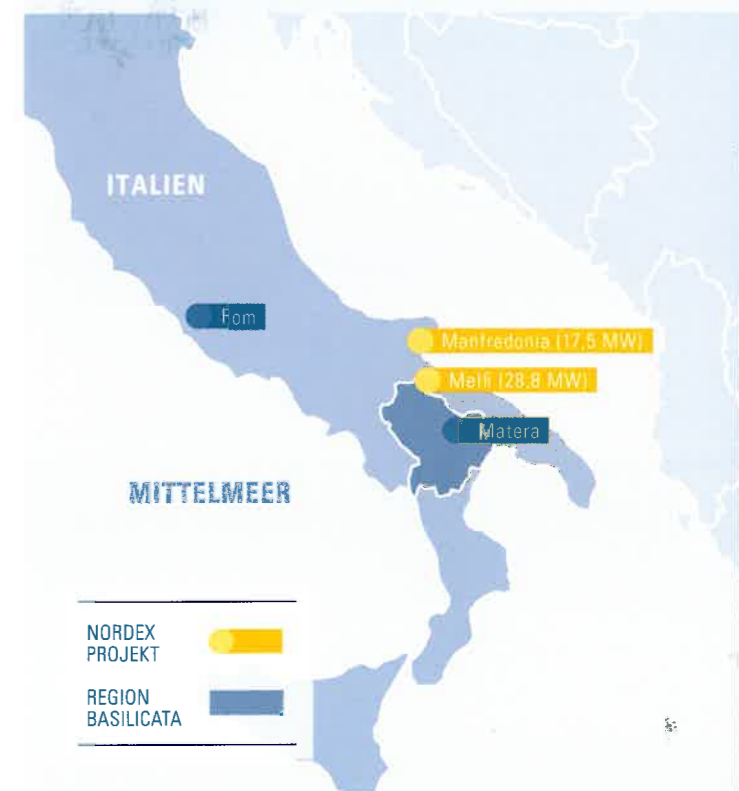 ITALIEN
Rom
Manfredonia (17,5 MW)
Melfi (28,8 MW)
Matera
MITTELMEER
NORDEX
PROJEKT
REGION
BASILICATA